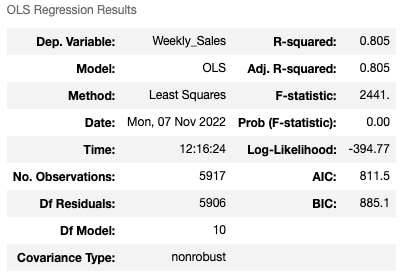 OLS Regression Results
Dep. Variable: Weekly_Sales R-squared: 0.805
Model: OLS Adj. R-squared: 0.805
Method: Least Squares F-statistic: 2441.
Date: Mon, 07 Nov 2022 Prob (F-statistic): 0.00
Time: 12:16:24 Log-Likelihood: -394.77
No. Observations: 5917 AIC: 811.5
Df Residuals: 5906 BIC: 885.1
Df Model: 10
Covariance Type: nonrobust